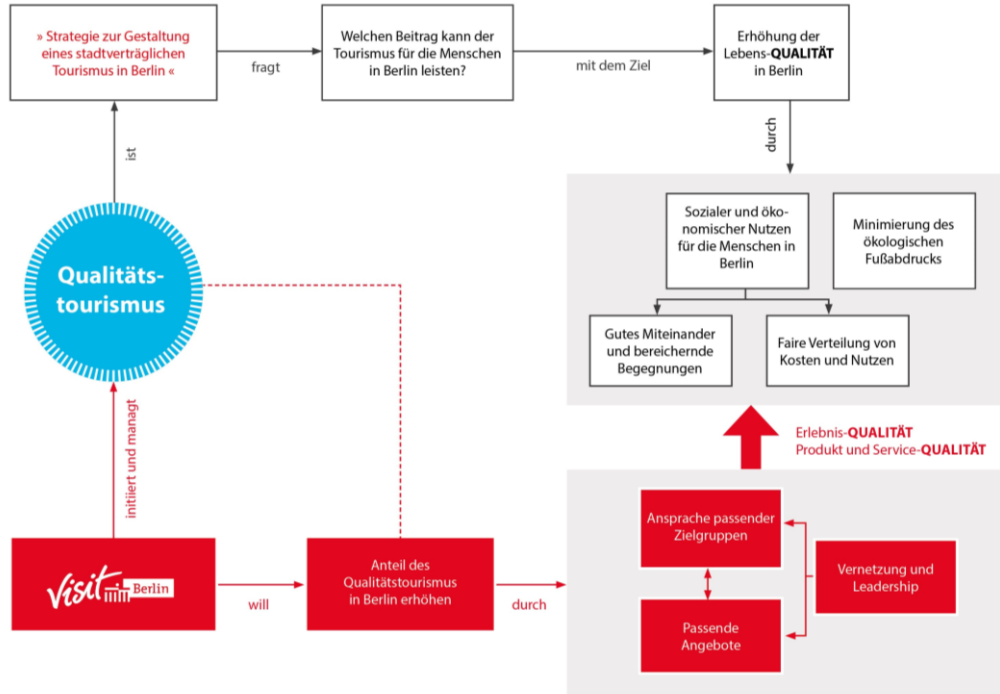 » Strategie zur Gestaltung
eines stadtverträglichen
Tourismus in Berlin «
fragt
Welchen Beitrag kann der
Tourismus für die Menschen
in Berlin leisten?
mit dem Ziel
Erhöhung der
Lebens-QUALITÄT
in Berlin
durch
ist
Sozialer und öko-
nomischer Nutzen
für die Menschen in
Berlin
Minimierung des
ökologischen
Fußabdrucks
Gutes Miteinander
und bereichernde
Begegnungen
Faire Verteilung von
Kosten und Nutzen
Qualitäts-
tourismus
initiiert und managt
Erlebnis-QUALITÄT
Produkt und Service-QUALITÄT
visit Berlin
will
Anteil des
Qualitätstourismus
in Berlin erhöhen
durch
Ansprache passender
Zielgruppen
Vernetzung und
Leadership
Passende
Angebote